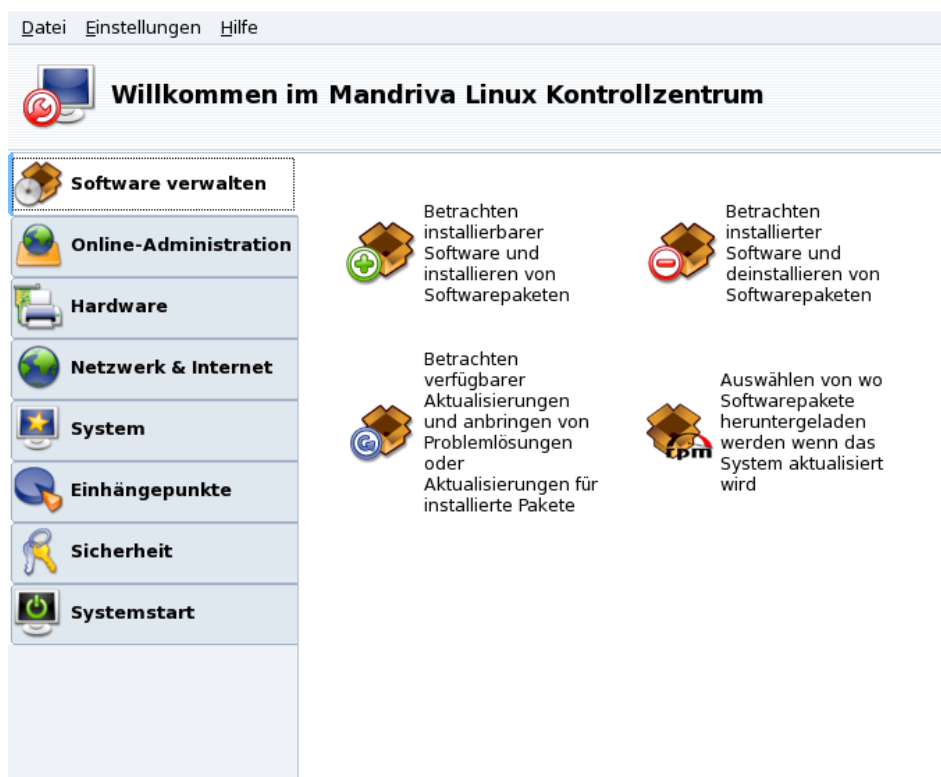 Datei Einstellungen Hilfe
Willkommen im Mandriva Linux Kontrollzentrum
Software verwalten
Online-Administration
Hardware
Netzwerk & Internet
System
Einhängepunkte
Sicherheit
Systemstart
Betrachten
installierbarer
Software und
installieren von
Softwarepaketen
Betrachten
installierter
Software und
deinstallieren von
Softwarepaketen
Betrachten
verfügbarer
Aktualisierungen
und anbringen von
Problemlösungen
oder
Aktualisierungen für
installierte Pakete
rpm
Auswählen von wo
Softwarepakete
heruntergeladen
werden wenn das
System aktualisiert
wird